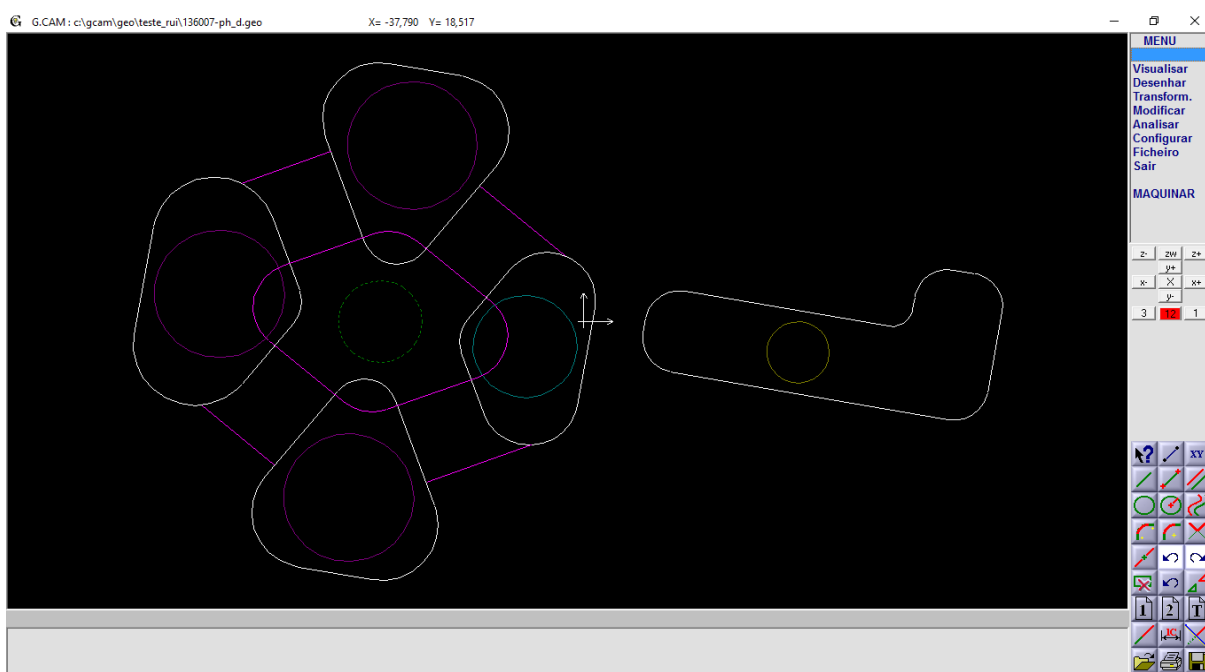 G.CAM : c:\gcam\geo\teste_rui\136007-ph_d.geo X= -37,790 Y= 18,517
MENU
Visualisar
Desenhar
Transform.
Modificar
Analisar
Configurar
Ficheiro
Sair
MAQUINAR
z- zw z+
y+
x- X x+
y-
3 12 1
? XY
1 2 T
IC